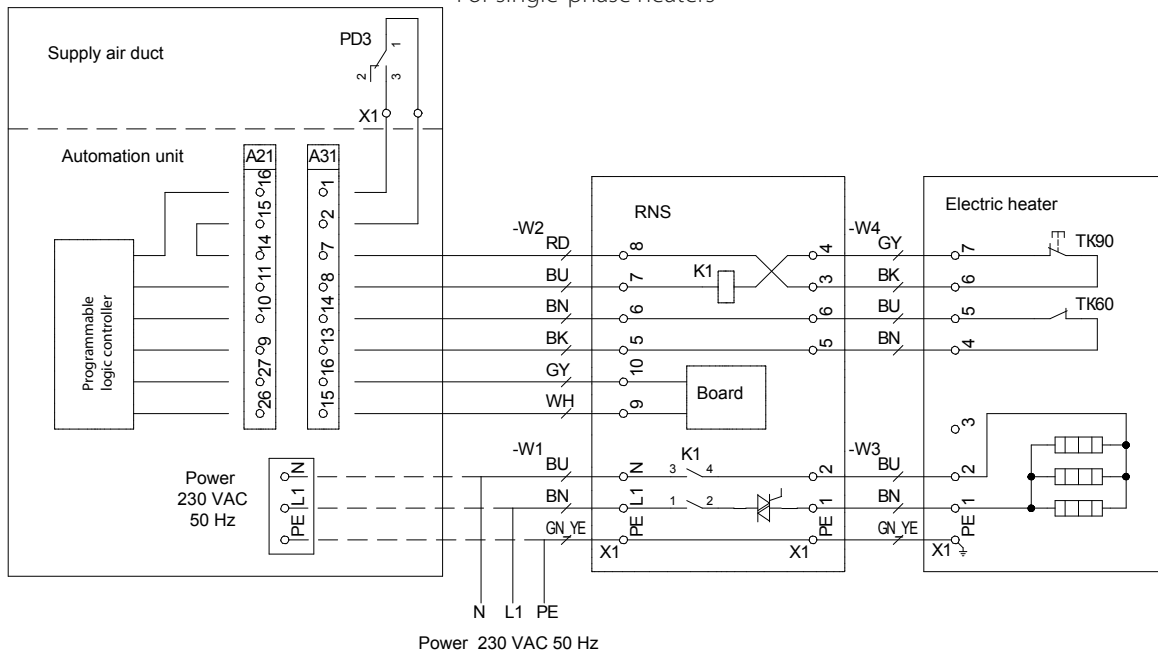 For single-phase heaters
Supply air duct
PD3
1
2
3
X1
Automation unit
A21
A31
16
1
15
2
14
7
11
8
10
14
9
13
27
16
26
15
Programmable
logic controller
Power
230 VAC
50 Hz
N
L1
PE
-W2
RD
BU
BN
BK
GY
WH
-W1
BU
BN
GN_YE
RNS
8
7
6
5
10
9
K1
4
3
6
5
Board
N
L1
PE
X1
K1
3
4
1
2
2
1
PE
X1
-W4
GY
BK
BU
BN
-W3
BU
BN
GN_YE
Electric heater
7
6
5
4
3
2
1
PE
X1
TK90
TK60
N L1 PE
Power 230 VAC 50 Hz